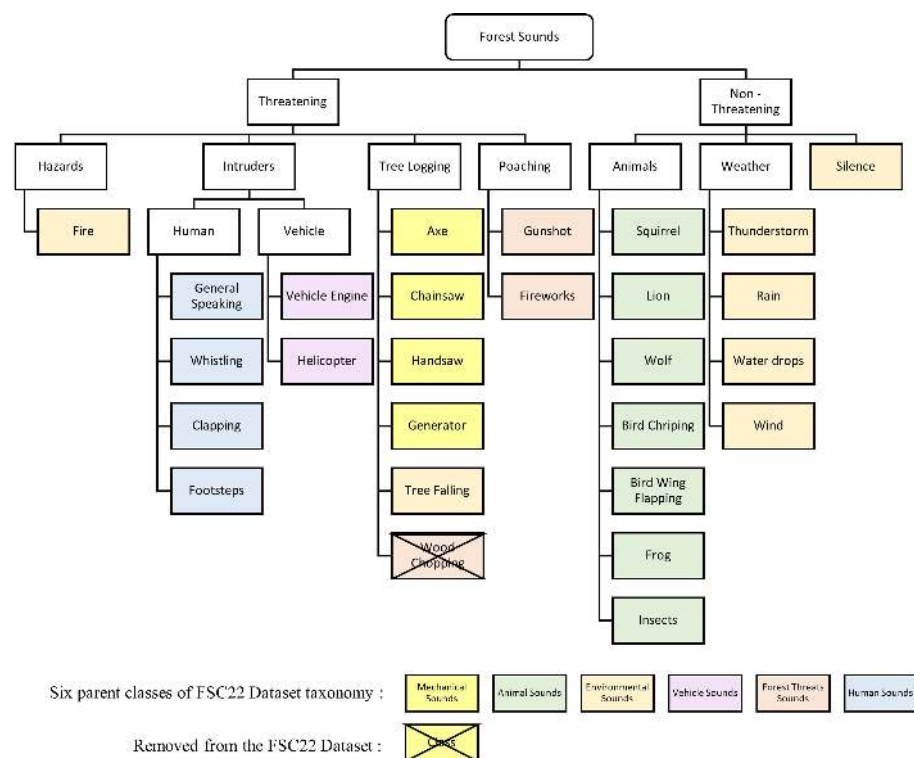 Forest Sounds
Threatening
Non -
Threatening
Hazards
Intruders
Tree Logging
Poaching
Animals
Weather
Silence
Fire
Human
Vehicle
Axe
Gunshot
Squirrel
Thunderstorm
General
Speaking
Vehicle Engine
Chainsaw
Fireworks
Lion
Rain
Whistling
Helicopter
Handsaw
Wolf
Water drops
Clapping
Generator
Bird Chriping
Wind
Footsteps
Tree Falling
Bird Wing
Flapping
Wood
Chopping
Frog
Insects
Six parent classes of FSC22 Dataset taxonomy :
Mechanical
Sounds
Animal Sounds
Environmental
Sounds
Vehicle Sounds
Forest Threats
Sounds
Human Sounds
Removed from the FSC22 Dataset :
Class